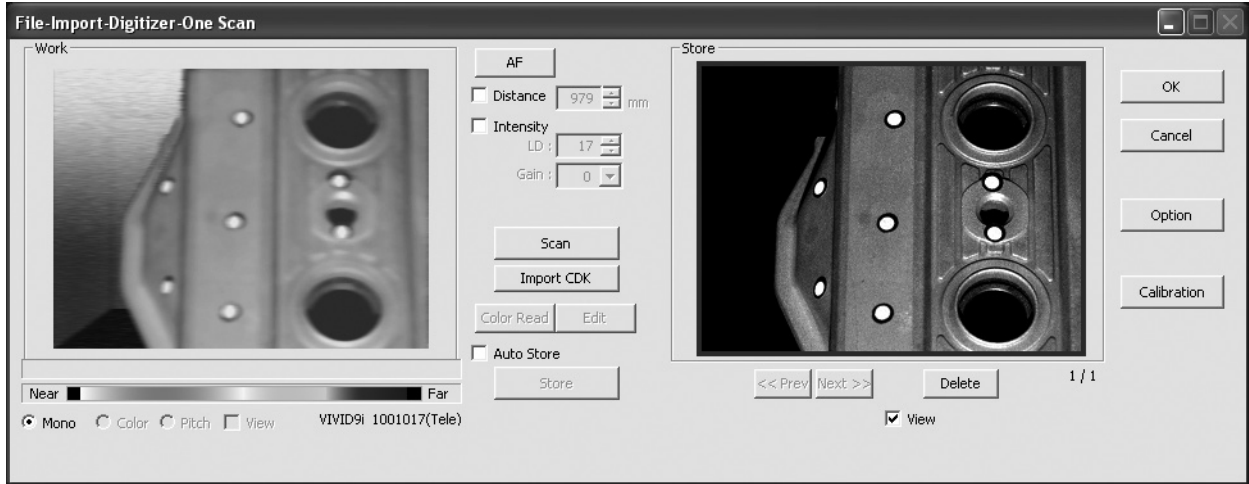 File-Import-Digitizer-One Scan
Work
AF
Distance 979 mm
Intensity
LD : 17
Gain : 0
Scan
Import CDK
Color Read Edit
Auto Store
Store
Near Far
Mono Color Pitch View VIVID9i 1001017(Tele)
Store
<< Prev Next >> Delete 1 / 1
View
OK
Cancel
Option
Calibration